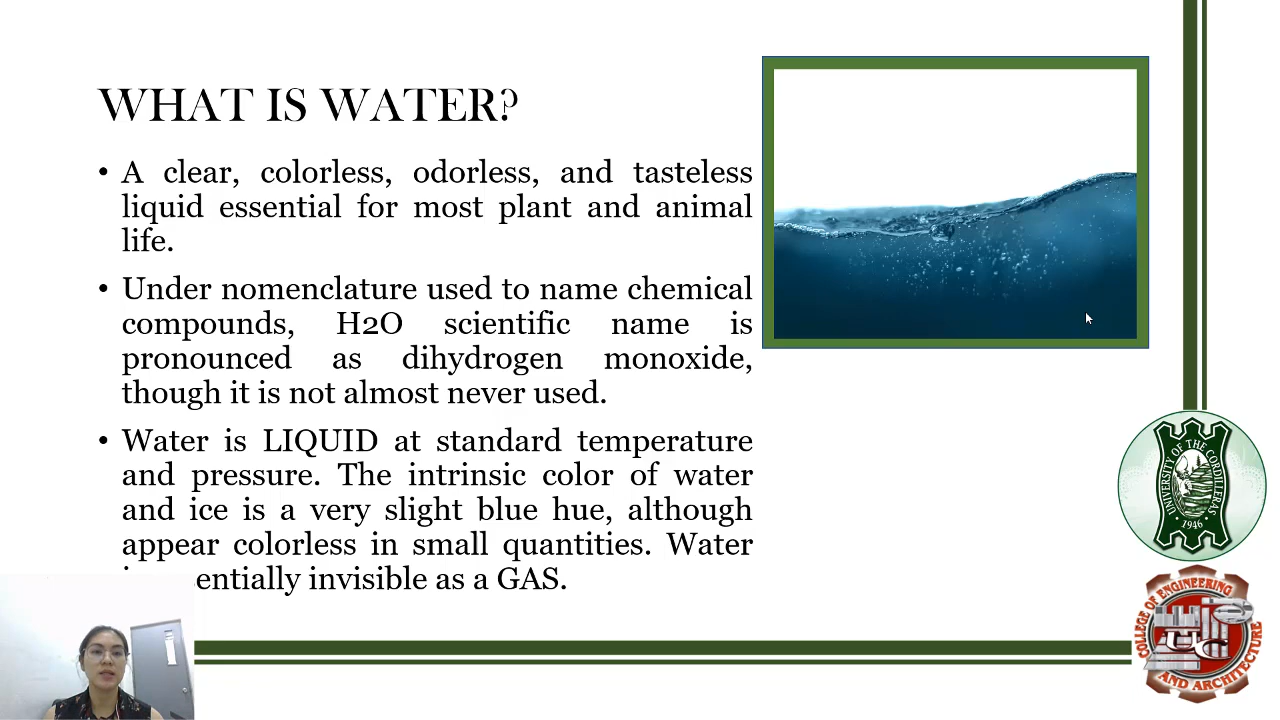 WHAT IS WATER?
• A clear, colorless, odorless, and tasteless
liquid essential for most plant and animal
life.
• Under nomenclature used to name chemical
compounds, H2O scientific name is
pronounced as dihydrogen monoxide,
though it is not almost never used.
• Water is LIQUID at standard temperature
and pressure. The intrinsic color of water
and ice is a very slight blue hue, although
appear colorless in small quantities. Water
invisible as a GAS.
UNIVERSITY OF THE CORDILLERAS
• 1946 •
COLLEGE OF ENGINEERING
UC
AND ARCHITECTURE